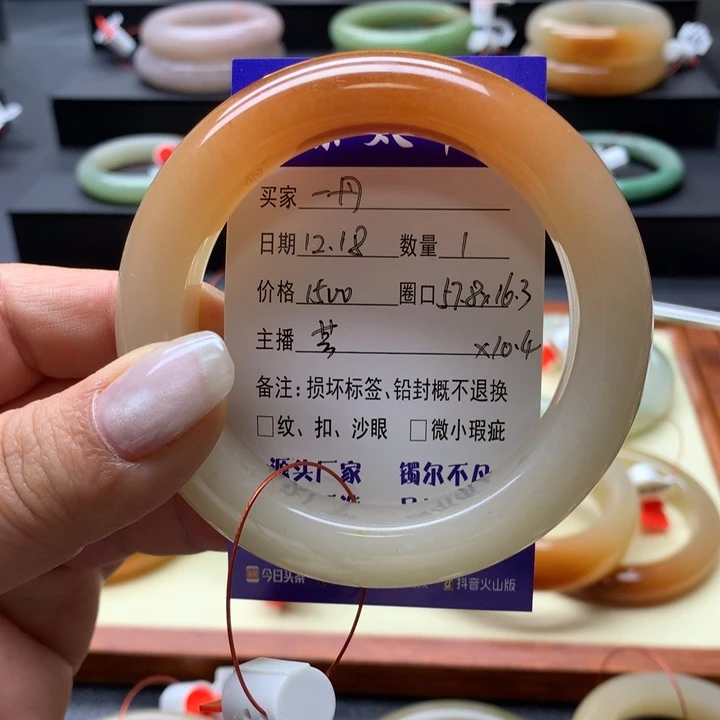 买家 一丹
日期 12.18 数量 1
价格 1500 圈口 57.8x16.3
主播 芸 x10.4
备注:损坏标签、铅封概不退换
□纹、扣、沙眼 □微小瑕疵
源头厂家 镯尔不凡
今日头条 抖音火山版